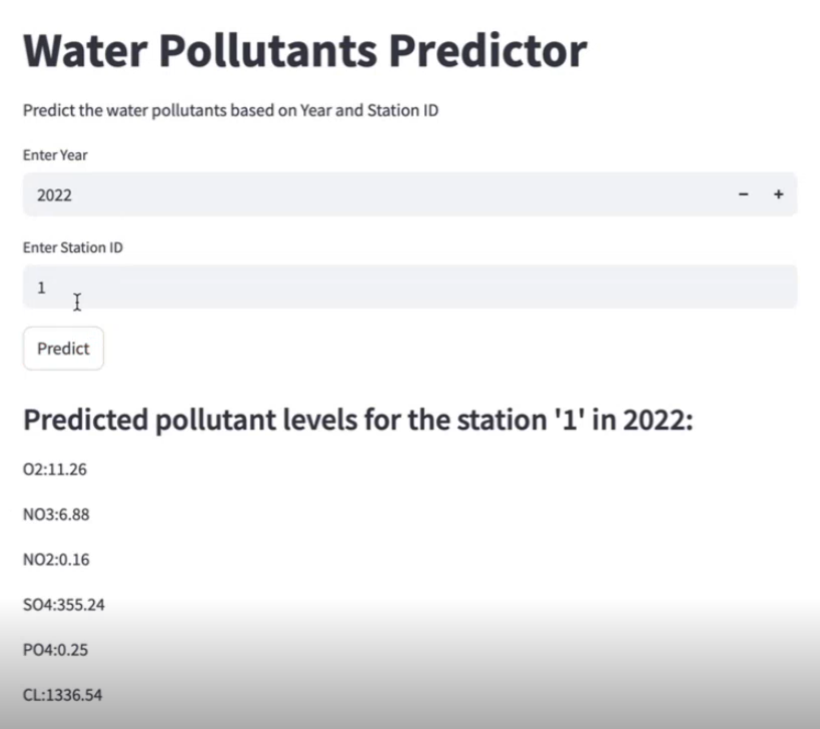 Water Pollutants Predictor
Predict the water pollutants based on Year and Station ID
Enter Year
2022 − +
Enter Station ID
1
Predict
Predicted pollutant levels for the station '1' in 2022:
O2:11.26
NO3:6.88
NO2:0.16
SO4:355.24
PO4:0.25
CL:1336.54